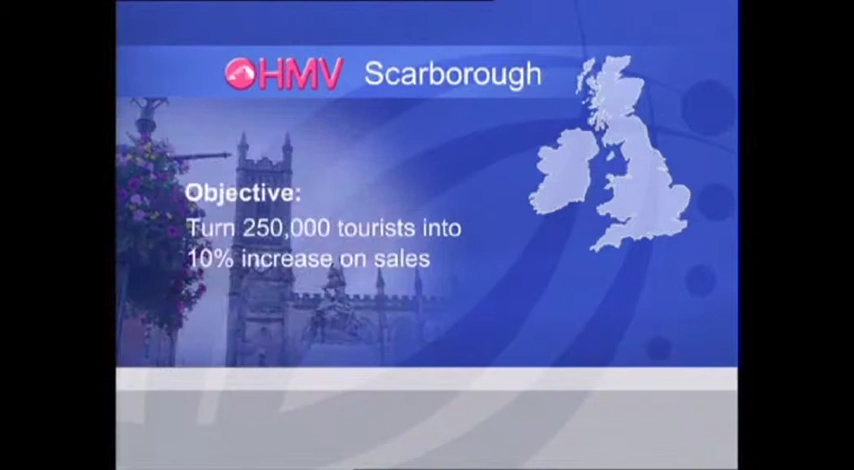 HMV Scarborough
Objective:
Turn 250,000 tourists into
10% increase on sales